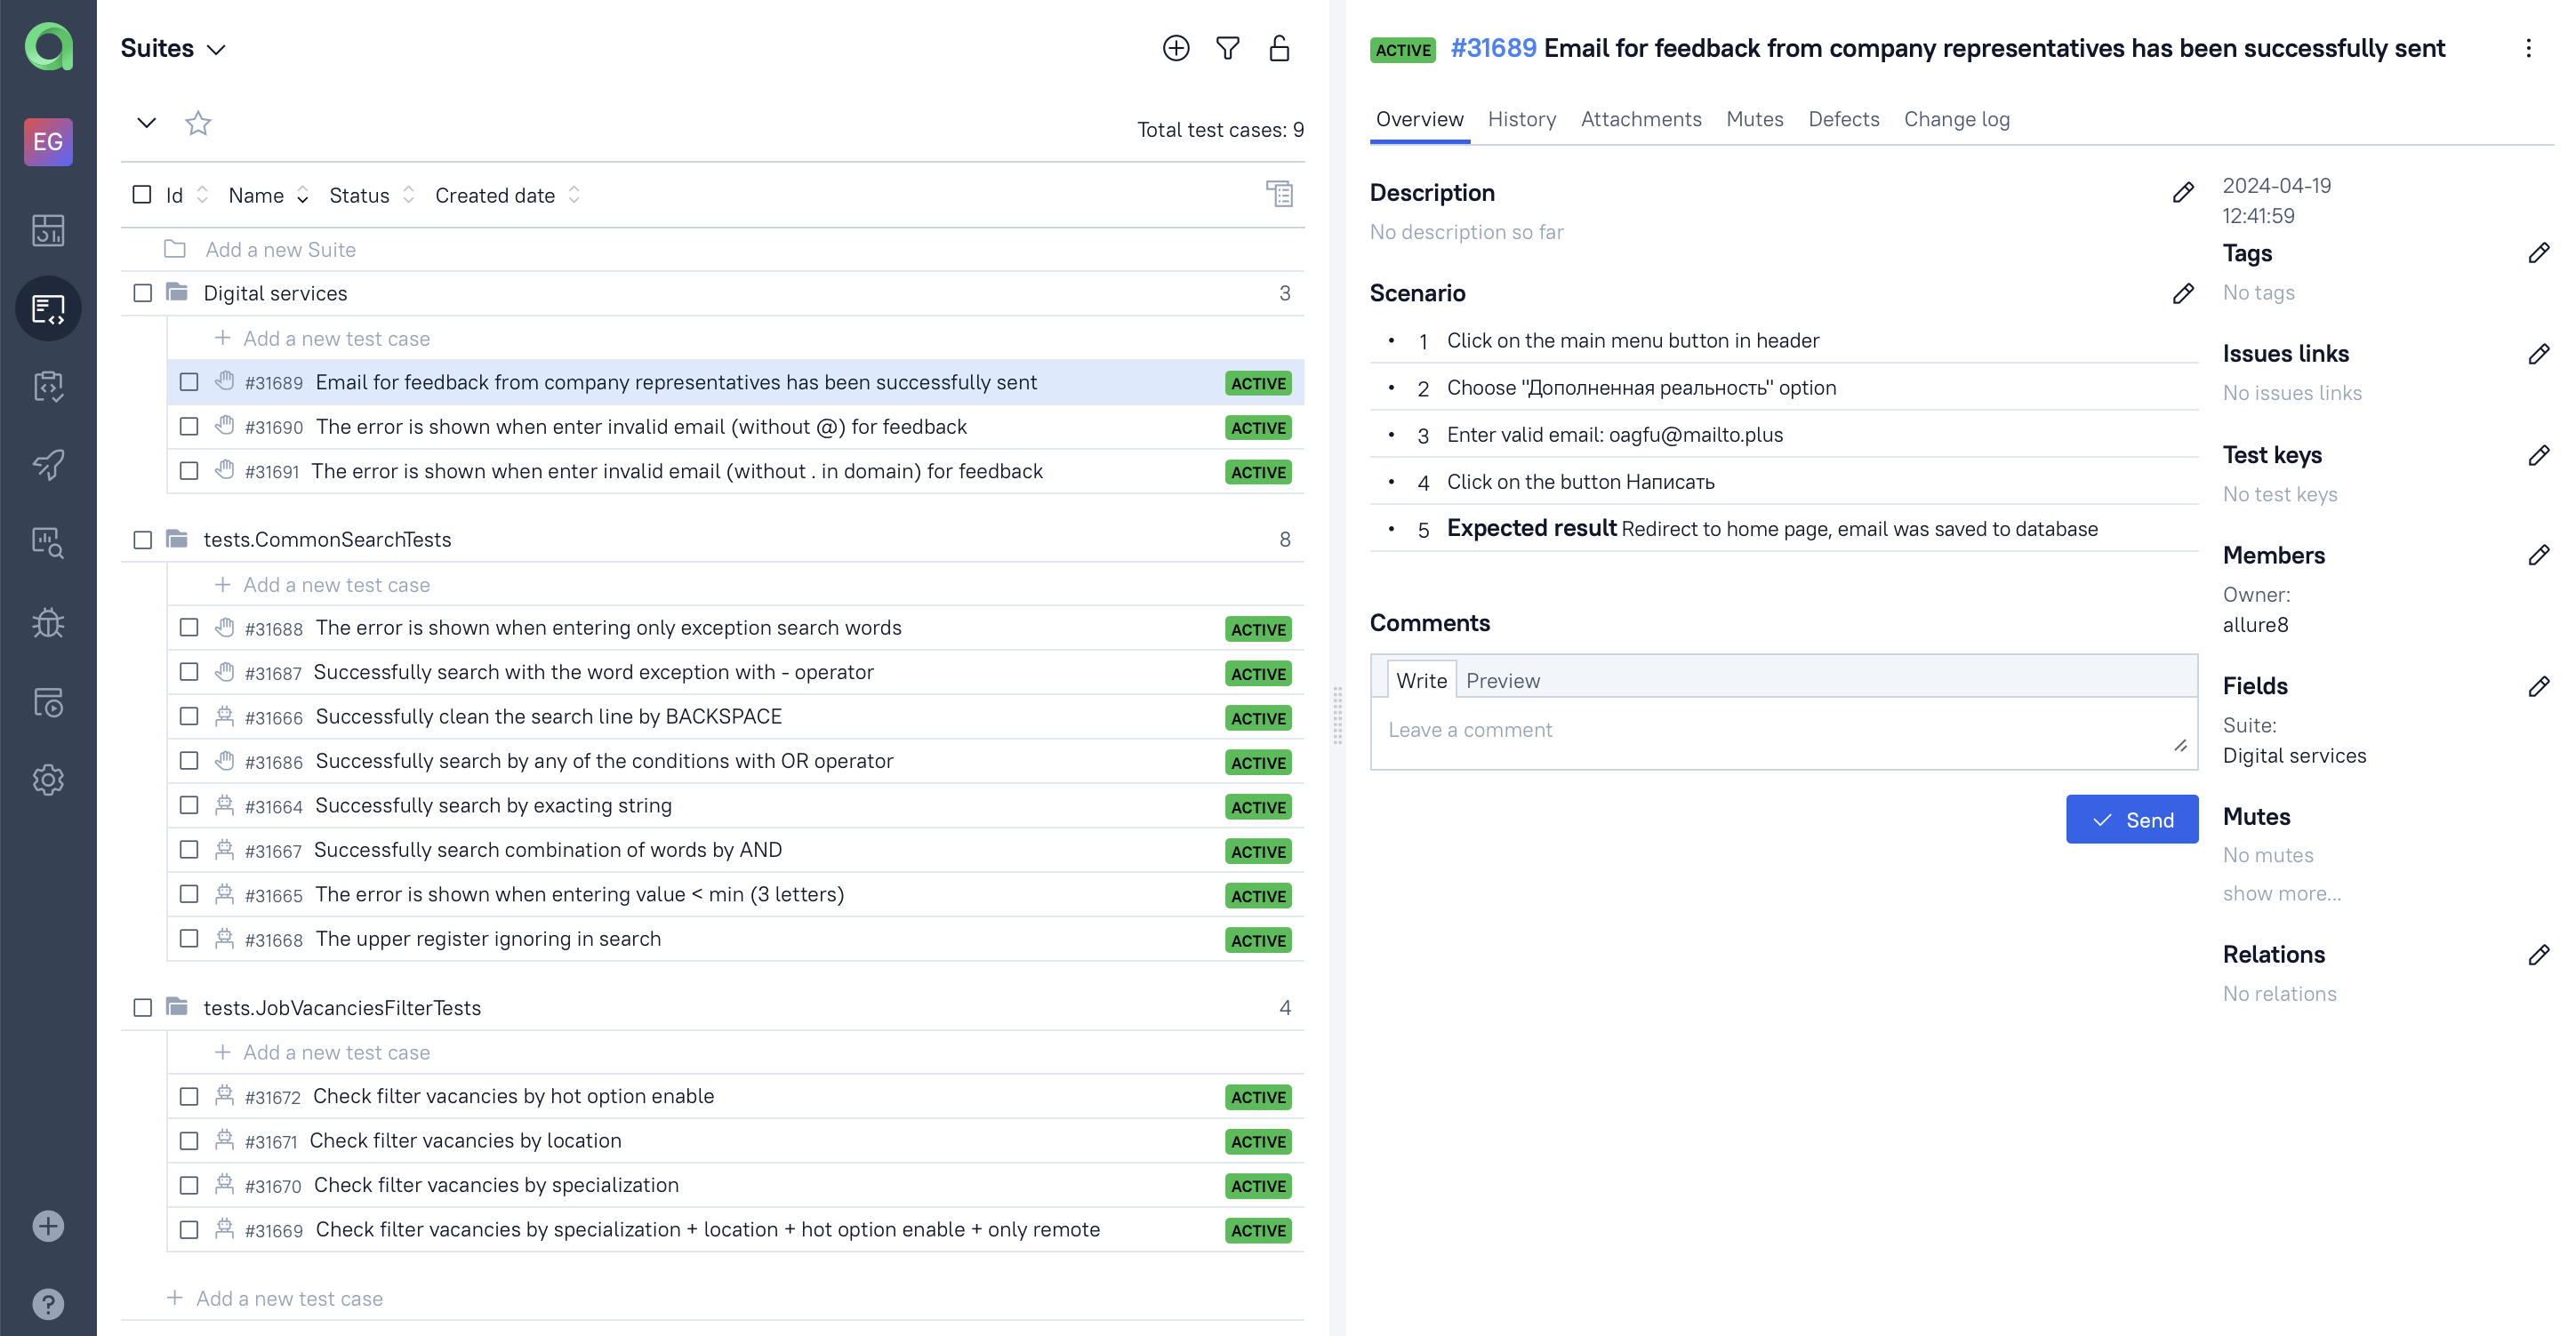 EG
Suites
Total test cases: 9
Id Name Status Created date
Add a new Suite
Digital services 3
Add a new test case
#31689 Email for feedback from company representatives has been successfully sent ACTIVE
#31690 The error is shown when enter invalid email (without @) for feedback ACTIVE
#31691 The error is shown when enter invalid email (without . in domain) for feedback ACTIVE
tests.CommonSearchTests 8
Add a new test case
#31688 The error is shown when entering only exception search words ACTIVE
#31687 Successfully search with the word exception with - operator ACTIVE
#31666 Successfully clean the search line by BACKSPACE ACTIVE
#31686 Successfully search by any of the conditions with OR operator ACTIVE
#31664 Successfully search by exacting string ACTIVE
#31667 Successfully search combination of words by AND ACTIVE
#31665 The error is shown when entering value < min (3 letters) ACTIVE
#31668 The upper register ignoring in search ACTIVE
tests.JobVacanciesFilterTests 4
Add a new test case
#31672 Check filter vacancies by hot option enable ACTIVE
#31671 Check filter vacancies by location ACTIVE
#31670 Check filter vacancies by specialization ACTIVE
#31669 Check filter vacancies by specialization + location + hot option enable + only remote ACTIVE
Add a new test case
ACTIVE #31689 Email for feedback from company representatives has been successfully sent
Overview History Attachments Mutes Defects Change log
Description
No description so far
Scenario
1 Click on the main menu button in header
2 Choose "Дополненная реальность" option
3 Enter valid email: oagfu@mailto.plus
4 Click on the button Написать
5 Expected result Redirect to home page, email was saved to database
Comments
Write Preview
Leave a comment
Send
2024-04-19
12:41:59
Tags
No tags
Issues links
No issues links
Test keys
No test keys
Members
Owner:
allure8
Fields
Suite:
Digital services
Mutes
No mutes
show more...
Relations
No relations